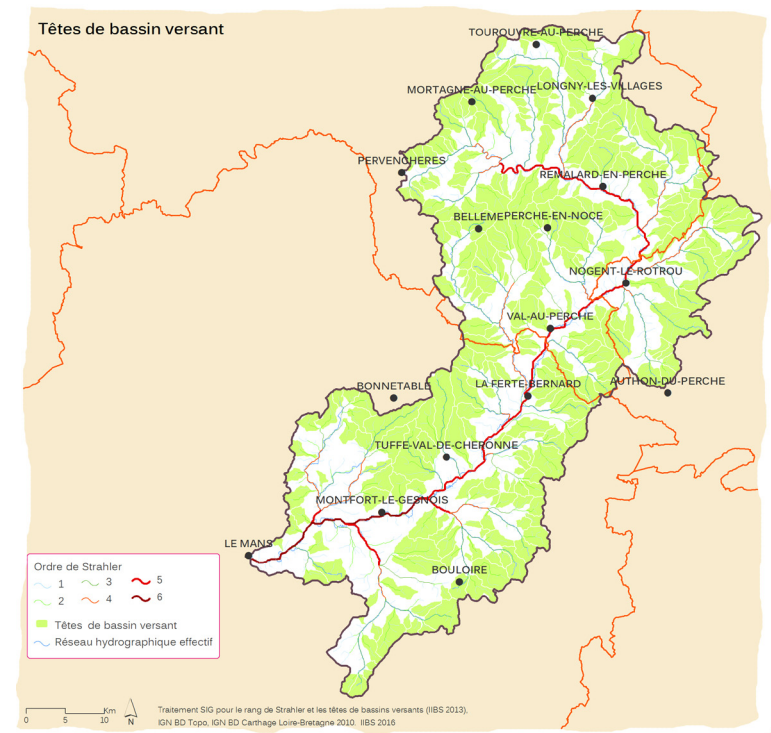 Têtes de bassin versant
TOUROUVRE-AU-PERCHE
MORTAGNE-AU-PERCHE
LONGNY-LES-VILLAGES
PERVENCHERES
REMALARD-EN-PERCHE
BELLEME
PERCHE-EN-NOCE
NOGENT-LE-ROTROU
VAL-AU-PERCHE
BONNETABLE
LA FERTE-BERNARD
AUTHON-DU-PERCHE
TUFFE-VAL-DE-CHERONNE
MONTFORT-LE-GESNOIS
LE MANS
BOULOIRE
Ordre de Strahler
1 3 5
2 4 6
Têtes de bassin versant
Réseau hydrographique effectif
Km
0 5 10
N
Traitement SIG pour le rang de Strahler et les têtes de bassins versants (IIBS 2013),
IGN BD Topo, IGN BD Carthage Loire-Bretagne 2010. IIBS 2016